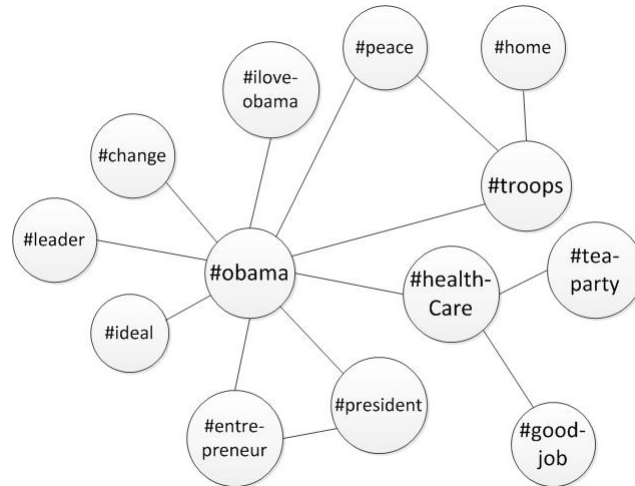 #peace
#home
#ilove-
obama
#change
#troops
#leader
#obama
#health-
Care
#tea-
party
#ideal
#president
#entre-
preneur
#good-
job